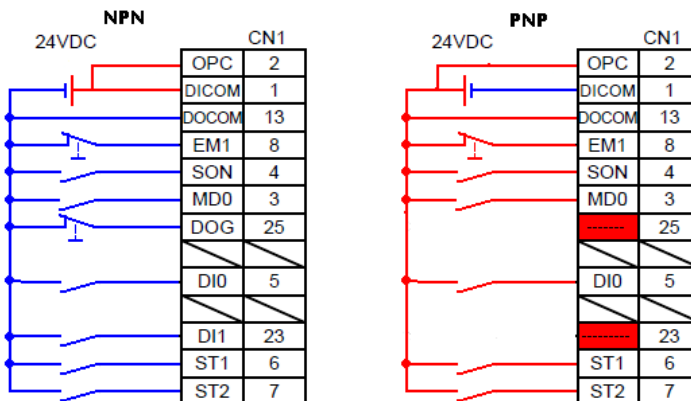 NPN
24VDC CN1
OPC 2
DICOM 1
DOCOM 13
EM1 8
SON 4
MD0 3
DOG 25
DI0 5
DI1 23
ST1 6
ST2 7
PNP
24VDC CN1
OPC 2
DICOM 1
DOCOM 13
EM1 8
SON 4
MD0 3
-------- 25
DI0 5
-------- 23
ST1 6
ST2 7